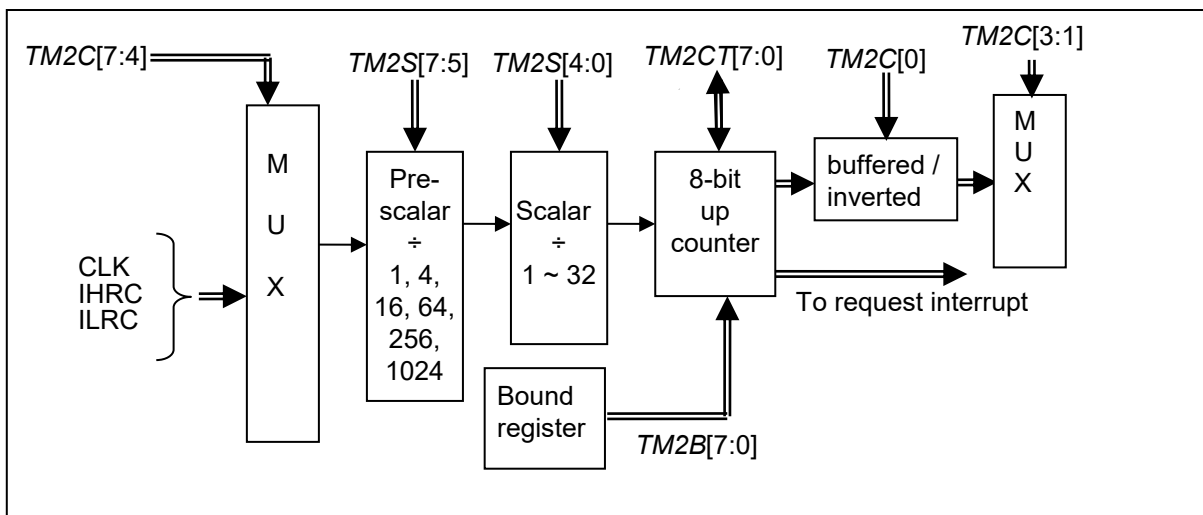 TM2C[7:4]
TM2S[7:5]
TM2S[4:0]
TM2CT[7:0]
TM2C[0]
TM2C[3:1]
M
U
X
CLK
IHRC
ILRC
Pre-
scalar
÷
1, 4,
16, 64,
256,
1024
Scalar
÷
1 ~ 32
8-bit
up
counter
buffered /
inverted
M
U
X
To request interrupt
Bound
register
TM2B[7:0]